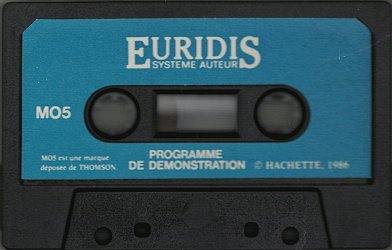 EURIDIS
SYSTEME AUTEUR
MO5
MO5 est une marque
déposée de THOMSON
PROGRAMME
DE DEMONSTRATION
© HACHETTE, 1986